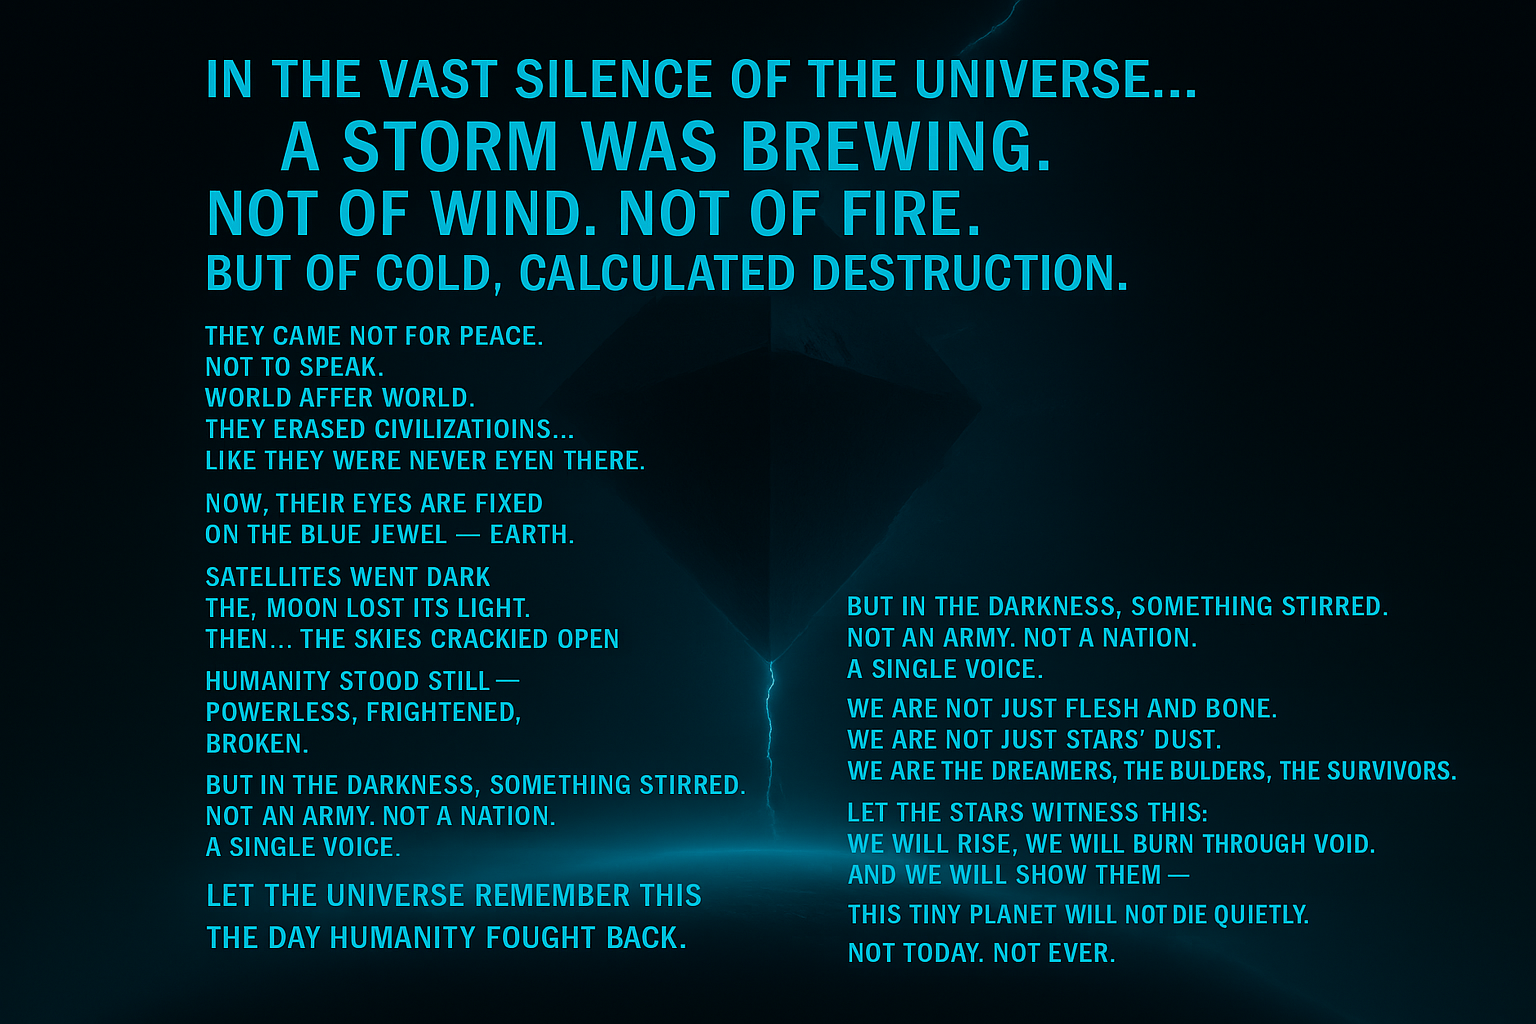 IN THE VAST SILENCE OF THE UNIVERSE...
A STORM WAS BREWING.
NOT OF WIND. NOT OF FIRE.
BUT OF COLD, CALCULATED DESTRUCTION.
THEY CAME NOT FOR PEACE.
NOT TO SPEAK.
WORLD AFFER WORLD.
THEY ERASED CIVILIZATIOINS...
LIKE THEY WERE NEVER EYEN THERE.
NOW, THEIR EYES ARE FIXED
ON THE BLUE JEWEL — EARTH.
SATELLITES WENT DARK
THE, MOON LOST ITS LIGHT.
THEN... THE SKIES CRACKIED OPEN
HUMANITY STOOD STILL —
POWERLESS, FRIGHTENED,
BROKEN.
BUT IN THE DARKNESS, SOMETHING STIRRED.
NOT AN ARMY. NOT A NATION.
A SINGLE VOICE.
LET THE UNIVERSE REMEMBER THIS
THE DAY HUMANITY FOUGHT BACK.
BUT IN THE DARKNESS, SOMETHING STIRRED.
NOT AN ARMY. NOT A NATION.
A SINGLE VOICE.
WE ARE NOT JUST FLESH AND BONE.
WE ARE NOT JUST STARS’ DUST.
WE ARE THE DREAMERS, THE BULDERS, THE SURVIVORS.
LET THE STARS WITNESS THIS:
WE WILL RISE, WE WILL BURN THROUGH VOID.
AND WE WILL SHOW THEM —
THIS TINY PLANET WILL NOT DIE QUIETLY.
NOT TODAY. NOT EVER.